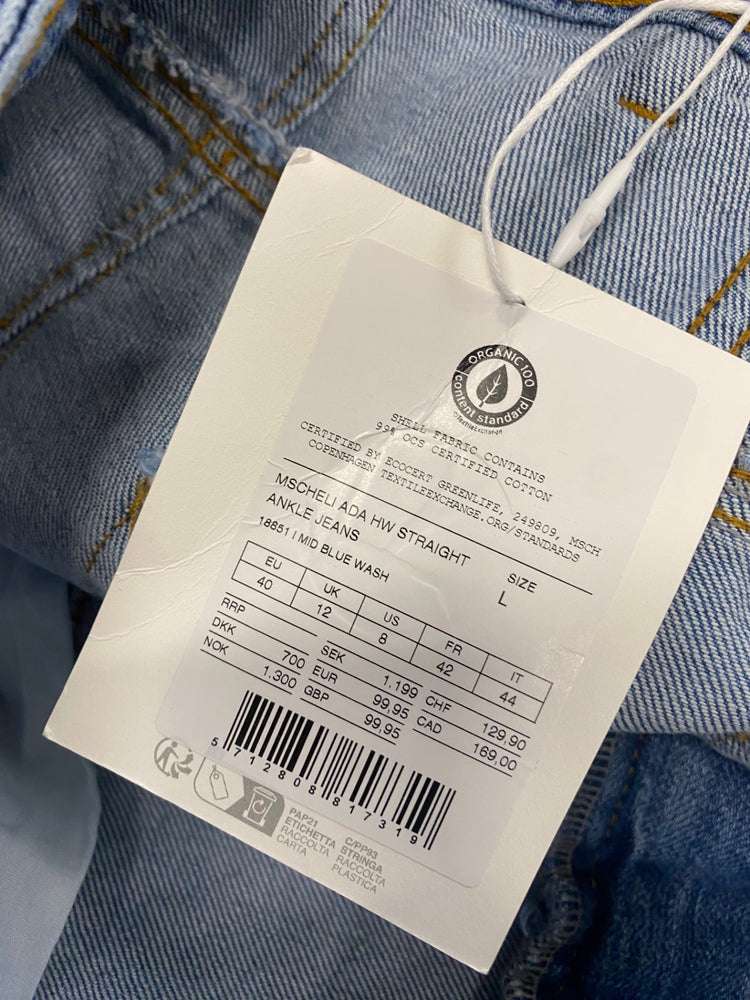 ORGANIC 100
content standard
SHELL FABRIC CONTAINS
99% OCS CERTIFIED COTTON
CERTIFIED BY ECOCERT GREENLIFE, 249809, MSCH
COPENHAGEN TEXTILEEXCHANGE.ORG/STANDARDS
MSCHELI ADA HW STRAIGHT
ANKLE JEANS
18851 | MID BLUE WASH
SIZE
L
EU UK US FR IT
40 12 8 42 44
RRP
DKK 700
NOK 1.300
SEK 1.199
EUR 99,95
GBP 99,95
CHF 129,90
CAD 169,00
5 712808 817319
PAP21
ETICHETTA
RACCOLTA
CARTA
C/PP93
STRINGA
RACCOLTA
PLASTICA